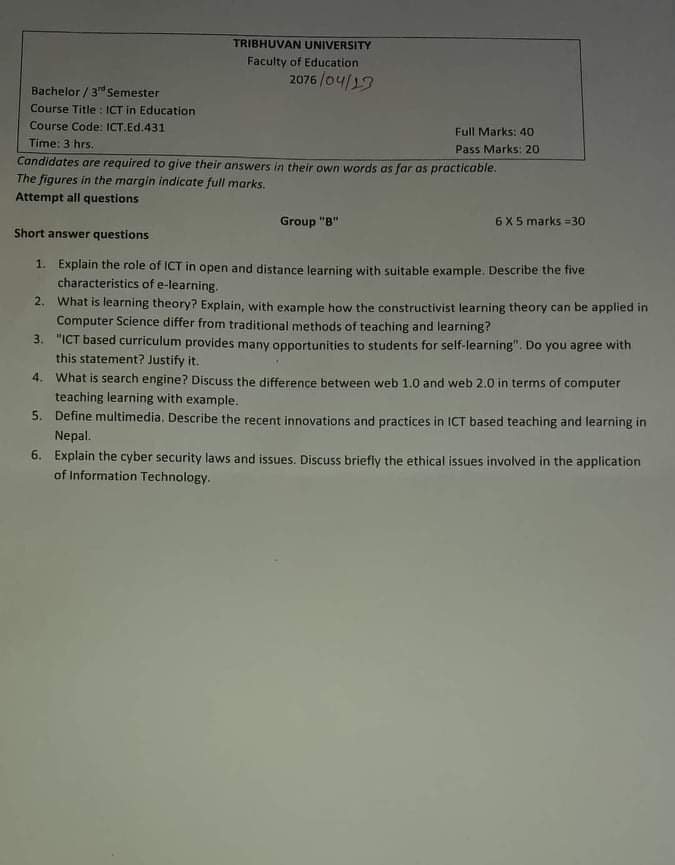 TRIBHUVAN UNIVERSITY
Faculty of Education
2076/04/
Bachelor / 3rd Semester
Course Title : ICT in Education
Course Code: ICT.Ed.431
Full Marks: 40
Time: 3 hrs.
Pass Marks: 20
Candidates are required to give their answers in their own words as far as practicable.
The figures in the margin indicate full marks.
Attempt all questions
Group "B"
6 X 5 marks =30
Short answer questions
1. Explain the role of ICT in open and distance learning with suitable example. Describe the five
characteristics of e-learning.
2. What is learning theory? Explain, with example how the constructivist learning theory can be applied in
Computer Science differ from traditional methods of teaching and learning?
3. "ICT based curriculum provides many opportunities to students for self-learning". Do you agree with
this statement? Justify it.
4. What is search engine? Discuss the difference between web 1.0 and web 2.0 in terms of computer
teaching learning with example.
5. Define multimedia. Describe the recent innovations and practices in ICT based teaching and learning in
Nepal.
6. Explain the cyber security laws and issues. Discuss briefly the ethical issues involved in the application
of Information Technology.